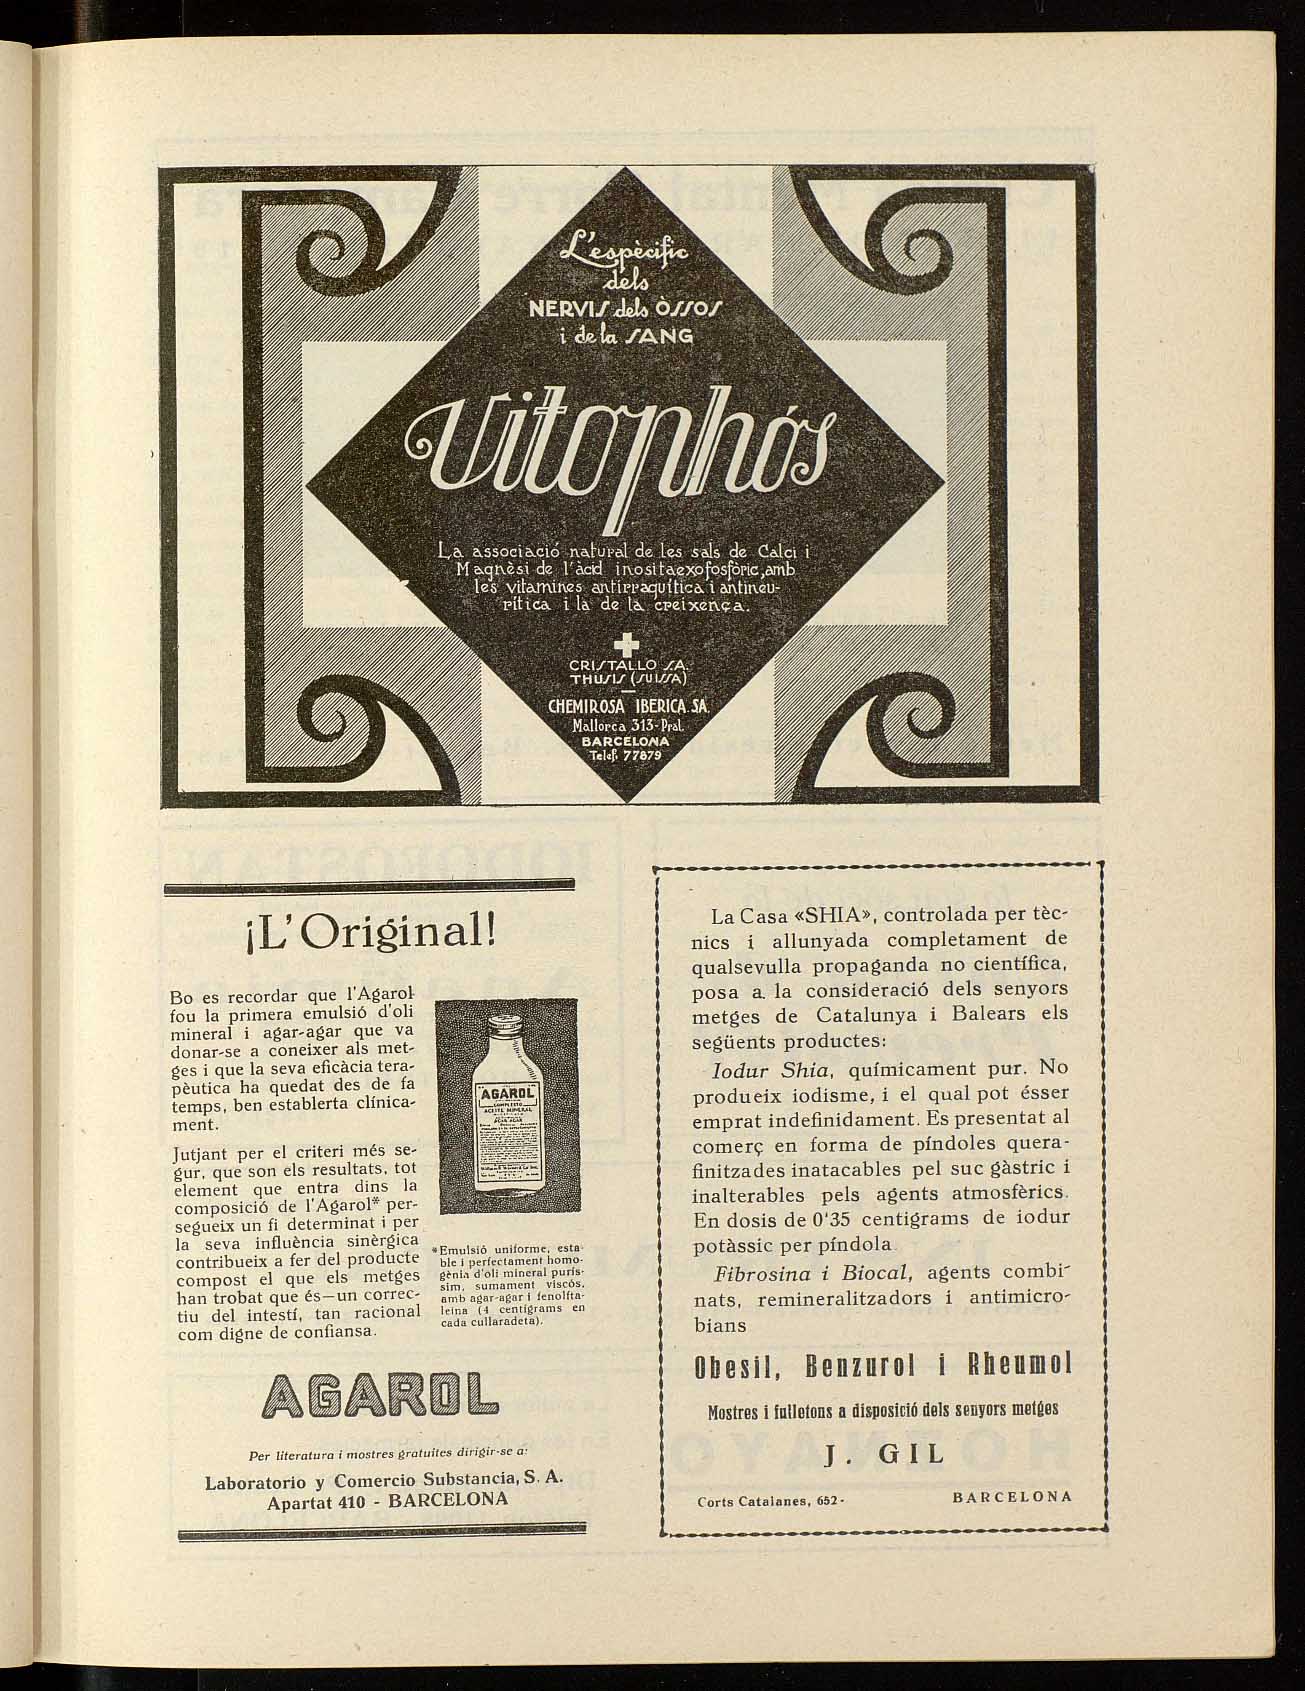 L'espècific
dels
NERVIS dels ÒSSOS
i de la SANG
Vitophós
La associació natural de les sals de Calci i
Magnèsi de l'àcid inositaexofosfòric, amb
les vitamines antirraquítica i antineu-
rítica i la de la creixença.
CRISTALLO SA.
THUSIS (SUISSA)
CHEMIROSA IBERICA SA.
Mallorca 313-Pral.
BARCELONA
Telef. 77879
¡L'Original!
Bo es recordar que l'Agarol
fou la primera emulsió d'oli
mineral i agar-agar que va
donar-se a coneixer als met-
ges i que la seva eficàcia tera-
pèutica ha quedat des de fa
temps, ben establerta clínica-
ment.
Jutjant per el criteri més se-
gur, que son els resultats, tot
element que entra dins la
composició de l'Agarol* per-
segueix un fi determinat i per
la seva influència sinèrgica
contribueix a fer del producte
compost el que els metges
han trobat que és—un correc-
tiu del intestí, tan racional
com digne de confiansa.
AGAROL
COMPUESTO
ACEITE MINERAL
AGAR-AGAR
*Emulsió uniforme, esta-
ble i perfectament homo-
gènia d'oli mineral purís-
sim, sumament viscós,
amb agar-agar i fenolfta-
leina (4 centigrams en
cada cullaradeta).
AGAROL
Per literatura i mostres gratuïtes dirigir-se a:
Laboratorio y Comercio Substancia, S. A.
Apartat 410 - BARCELONA
La Casa «SHIA», controlada per tèc-
nics i allunyada completament de
qualsevulla propaganda no científica,
posa a la consideració dels senyors
metges de Catalunya i Balears els
següents productes:
Iodur Shia, químicament pur. No
produeix iodisme, i el qual pot ésser
emprat indefinidament. Es presentat al
comerç en forma de píndoles quera-
finitzades inatacables pel suc gàstric i
inalterables pels agents atmosfèrics.
En dosis de 0'35 centigrams de iodur
potàssic per píndola
Fibrosina i Biocal, agents combi-
nats, remineralitzadors i antimicro-
bians
Obesil, Benzurol i Rheumol
Mostres i fulletons a disposició dels senyors metges
J. GIL
Corts Catalanes, 652 - BARCELONA